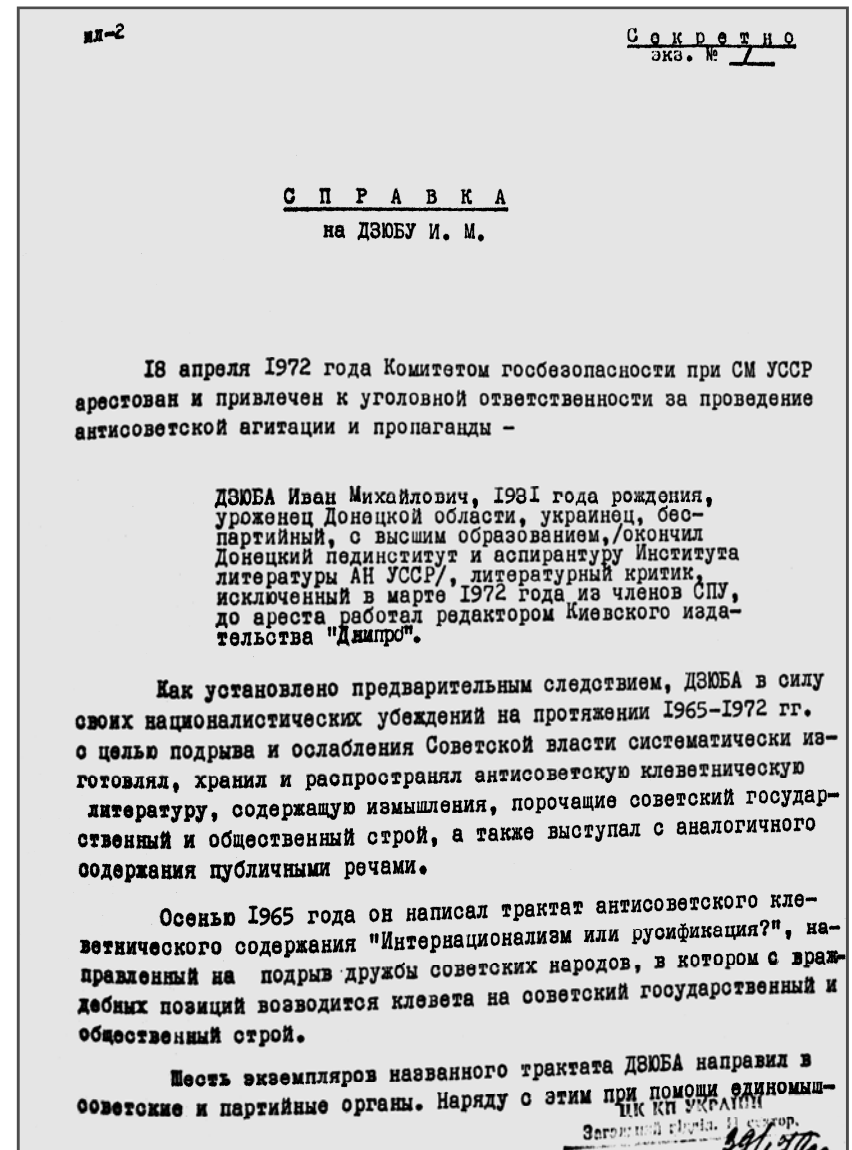 ил-2
Секретно
экз. № 1
СПРАВКА
на ДЗЮБУ И. М.
18 апреля 1972 года Комитетом госбезопасности при СМ УССР
арестован и привлечен к уголовной ответственности за проведение
антисоветской агитации и пропаганды –
ДЗЮБА Иван Михайлович, 1931 года рождения,
уроженец Донецкой области, украинец, бес-
партийный, с высшим образованием,/окончил
Донецкий пединститут и аспирантуру Института
литературы АН УССР/, литературный критик,
исключенный в марте 1972 года из членов СПУ,
до ареста работал редактором Киевского изда-
тельства "Днипро".
Как установлено предварительным следствием, ДЗЮБА в силу
своих националистических убеждений на протяжении 1965-1972 гг.
с целью подрыва и ослабления Советской власти систематически из-
готовлял, хранил и распространял антисоветскую клеветническую
литературу, содержащую измышления, порочащие советский государ-
ственный и общественный строй, а также выступал с аналогичного
содержания публичными речами.
Осенью 1965 года он написал трактат антисоветского кле-
ветнического содержания "Интернационализм или русификация?", на-
правленный на подрыв дружбы советских народов, в котором с враж-
дебных позиций возводится клевета на советский государственный и
общественный строй.
Шесть экземпляров названного трактата ДЗЮБА направил в
советские и партийные органы. Наряду с этим при помощи единомыш-
ЦК КП УКРАЇНИ